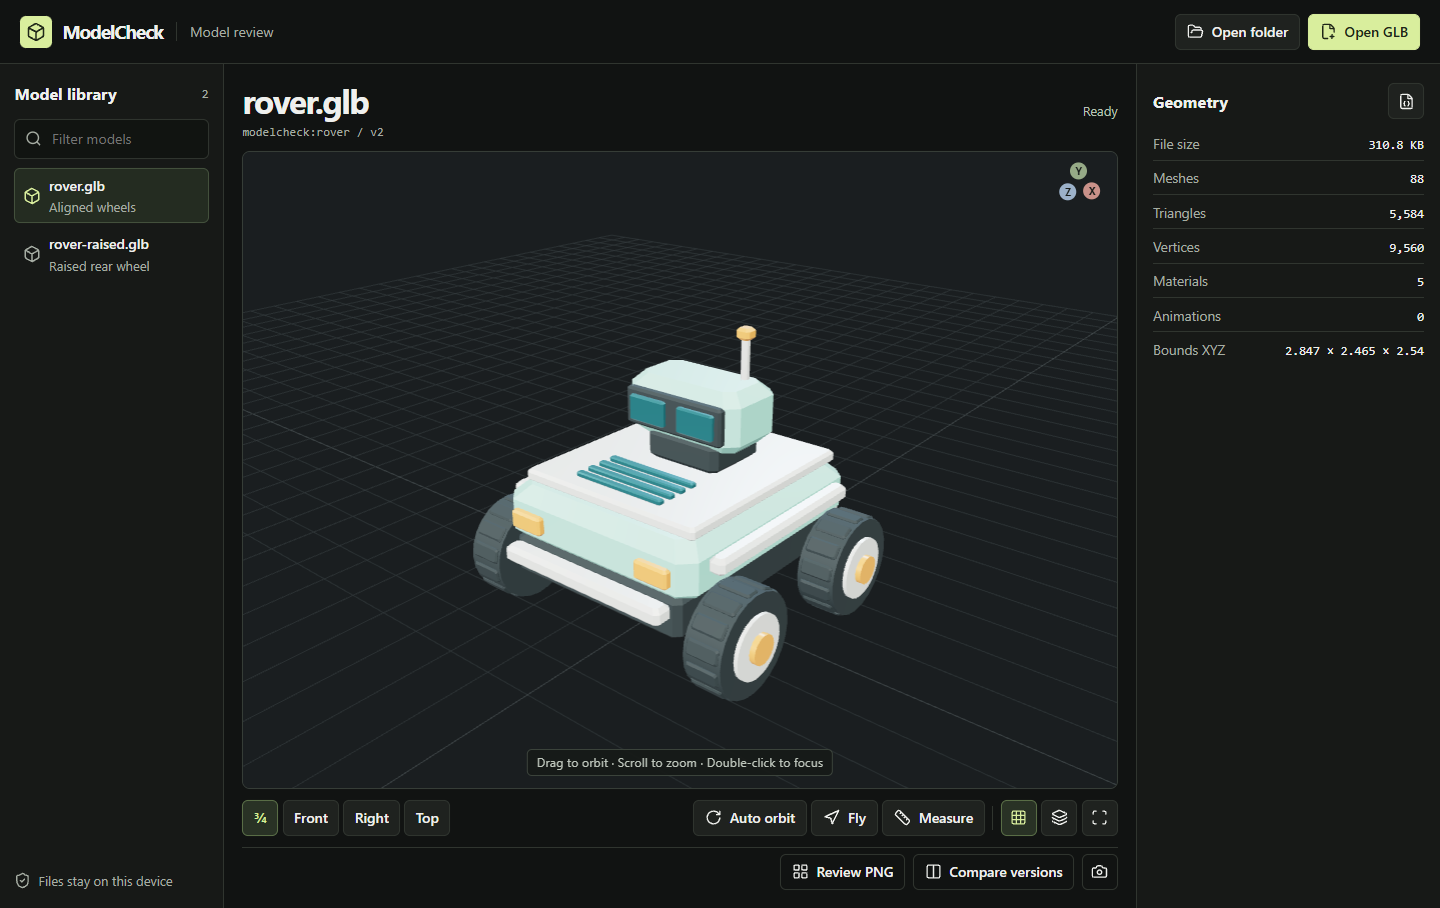 ModelCheck
Model review
Open folder
Open GLB
Model library
2
Filter models
rover.glb
Aligned wheels
rover-raised.glb
Raised rear wheel
Files stay on this device
rover.glb
modelcheck:rover / v2
Ready
Y
Z
X
Drag to orbit · Scroll to zoom · Double-click to focus
¾
Front
Right
Top
Auto orbit
Fly
Measure
Review PNG
Compare versions
Geometry
File size 310.8 KB
Meshes 88
Triangles 5,584
Vertices 9,560
Materials 5
Animations 0
Bounds XYZ 2.847 x 2.465 x 2.54